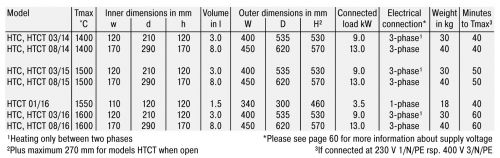 Model Tmax Inner dimensions in mm Volume Outer dimensions in mm Connected Electrical Weight Minutes
°C w d h in l W D H² load kW connection* in kg to Tmax³
HTC, HTCT 03/14 1400 120 210 120 3.0 400 535 530 9.0 3-phase¹ 30 40
HTC, HTCT 08/14 1400 170 290 170 8.0 450 620 570 13.0 3-phase 40 40
HTC, HTCT 03/15 1500 120 210 120 3.0 400 535 530 9.0 3-phase¹ 30 50
HTC, HTCT 08/15 1500 170 290 170 8.0 450 620 570 13.0 3-phase 40 50
HTCT 01/16 1550 110 120 120 1.5 340 300 460 3.5 1-phase 18 40
HTC, HTCT 03/16 1600 120 210 120 3.0 400 535 530 9.0 3-phase¹ 30 60
HTC, HTCT 08/16 1600 170 290 170 8.0 450 620 570 13.0 3-phase 40 60
¹Heating only between two phases *Please see page 60 for more information about supply voltage
²Plus maximum 270 mm for models HTCT when open ³If connected at 230 V 1/N/PE rsp. 400 V 3/N/PE